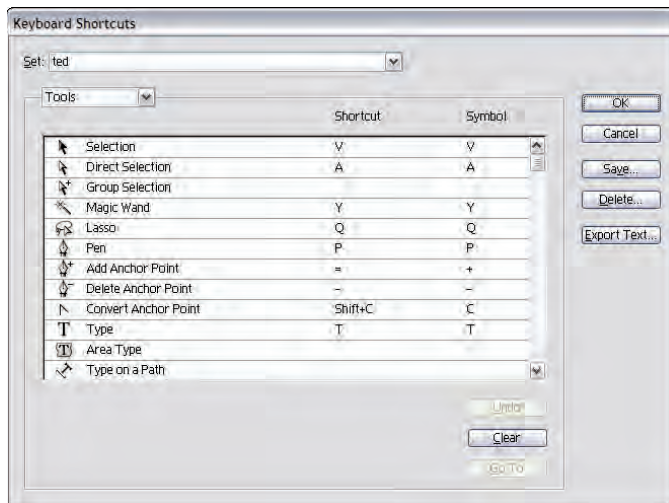 Keyboard Shortcuts
Set: ted
Tools
Shortcut Symbol
Selection V V
Direct Selection A A
Group Selection
Magic Wand Y Y
Lasso Q Q
Pen P P
Add Anchor Point = +
Delete Anchor Point - -
Convert Anchor Point Shift+C C
T Type T T
T Area Type
Type on a Path
OK
Cancel
Save...
Delete...
Export Text...
Undo
Clear
Go To